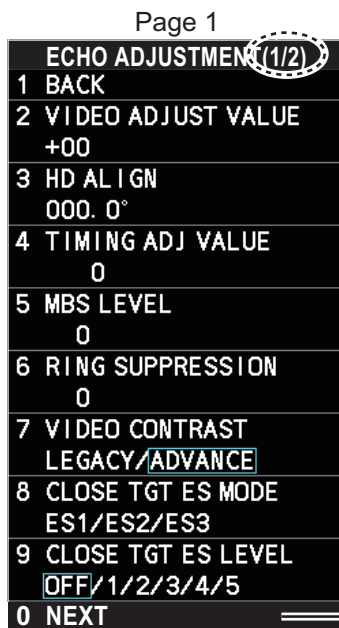 Page 1
ECHO ADJUSTMENT(1/2)
1 BACK
2 VIDEO ADJUST VALUE
+00
3 HD ALIGN
000.0°
4 TIMING ADJ VALUE
0
5 MBS LEVEL
0
6 RING SUPPRESSION
0
7 VIDEO CONTRAST
LEGACY/ADVANCE
8 CLOSE TGT ES MODE
ES1/ES2/ES3
9 CLOSE TGT ES LEVEL
OFF/1/2/3/4/5
0 NEXT